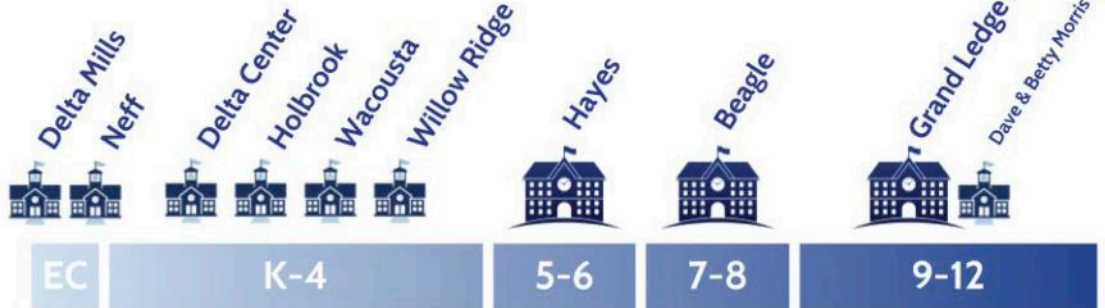 Delta Mills
Neff
Delta Center
Holbrook
Wacousta
Willow Ridge
Hayes
Beagle
Grand Ledge
Dave & Betty Morris
EC
K-4
5-6
7-8
9-12